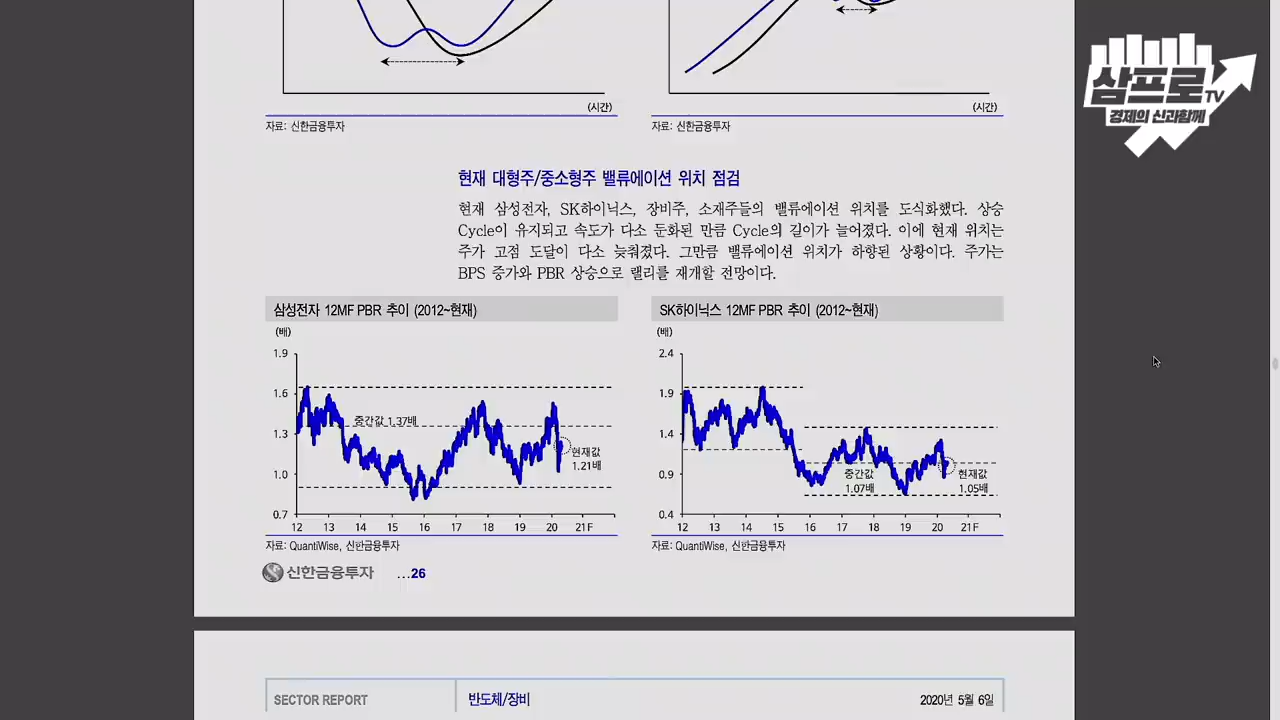 삼프로TV
경제의 신과함께
(시간)
(시간)
자료: 신한금융투자
자료: 신한금융투자
현재 대형주/중소형주 밸류에이션 위치 점검
현재 삼성전자, SK하이닉스, 장비주, 소재주들의 밸류에이션 위치를 도식화했다. 상승
Cycle이 유지되고 속도가 다소 둔화된 만큼 Cycle의 길이가 늘어졌다. 이에 현재 위치는
주가 고점 도달이 다소 늦춰졌다. 그만큼 밸류에이션 위치가 하향된 상황이다. 주가는
BPS 증가와 PBR 상승으로 랠리를 재개할 전망이다.
삼성전자 12MF PBR 추이 (2012~현재)
(배)
1.9
1.6
1.3
1.0
0.7
중간값 1.37배
현재값
1.21배
12 13 14 15 16 17 18 19 20 21F
자료: QuantiWise, 신한금융투자
SK하이닉스 12MF PBR 추이 (2012~현재)
(배)
2.4
1.9
1.4
0.9
0.4
중간값
1.07배
현재값
1.05배
12 13 14 15 16 17 18 19 20 21F
자료: QuantiWise, 신한금융투자
신한금융투자 ...26
SECTOR REPORT 반도체/장비 2020년 5월 6일